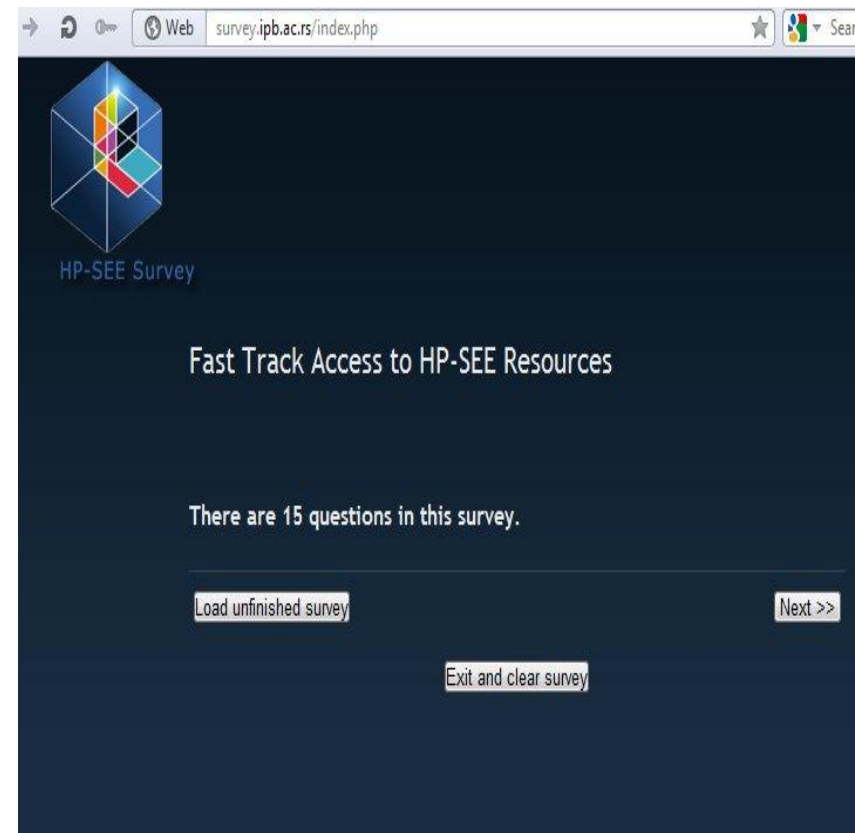 Web survey.ipb.ac.rs/index.php Sear
HP-SEE Survey
Fast Track Access to HP-SEE Resources
There are 15 questions in this survey.
Load unfinished survey Next >>
Exit and clear survey